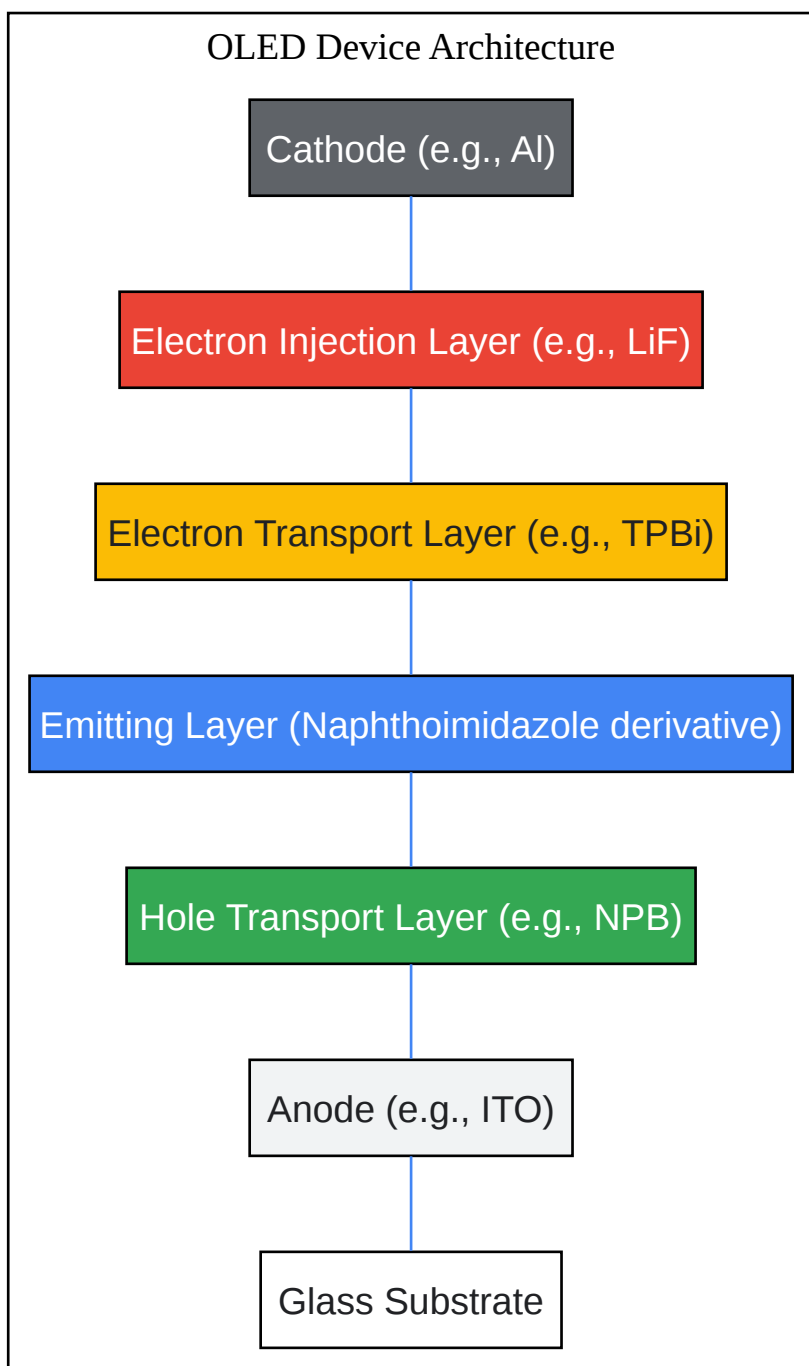 OLED Device Architecture
Cathode (e.g., Al)
Electron Injection Layer (e.g., LiF)
Electron Transport Layer (e.g., TPBi)
Emitting Layer (Naphthoimidazole derivative)
Hole Transport Layer (e.g., NPB)
Anode (e.g., ITO)
Glass Substrate